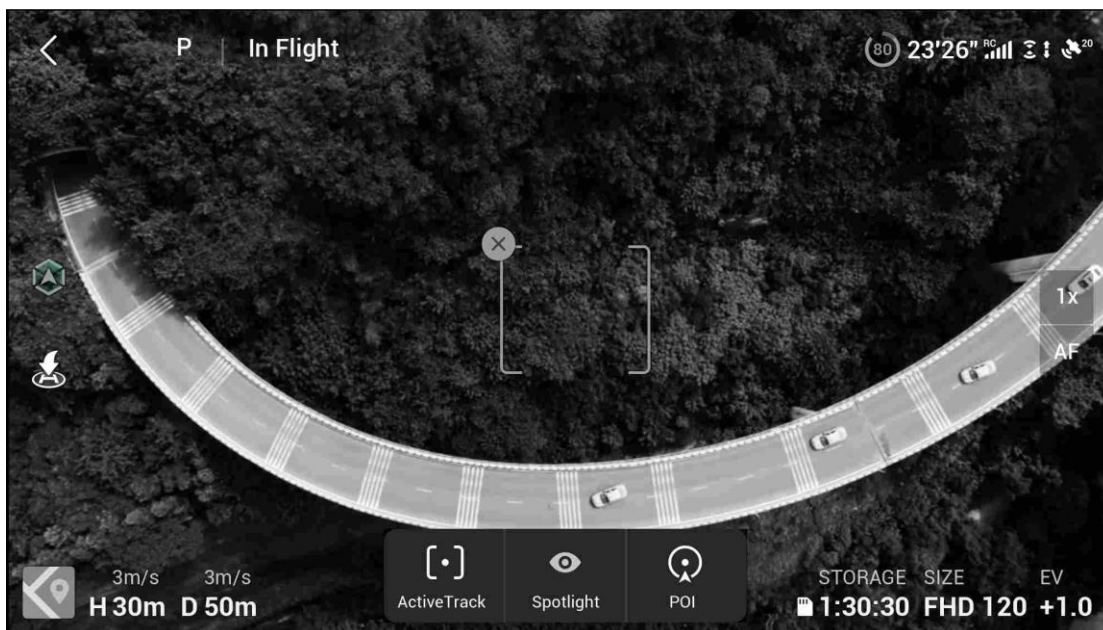 P | In Flight
80 23'26" RC 20
1x
AF
3m/s 3m/s
H 30m D 50m
ActiveTrack Spotlight POI
STORAGE SIZE EV
1:30:30 FHD 120 +1.0